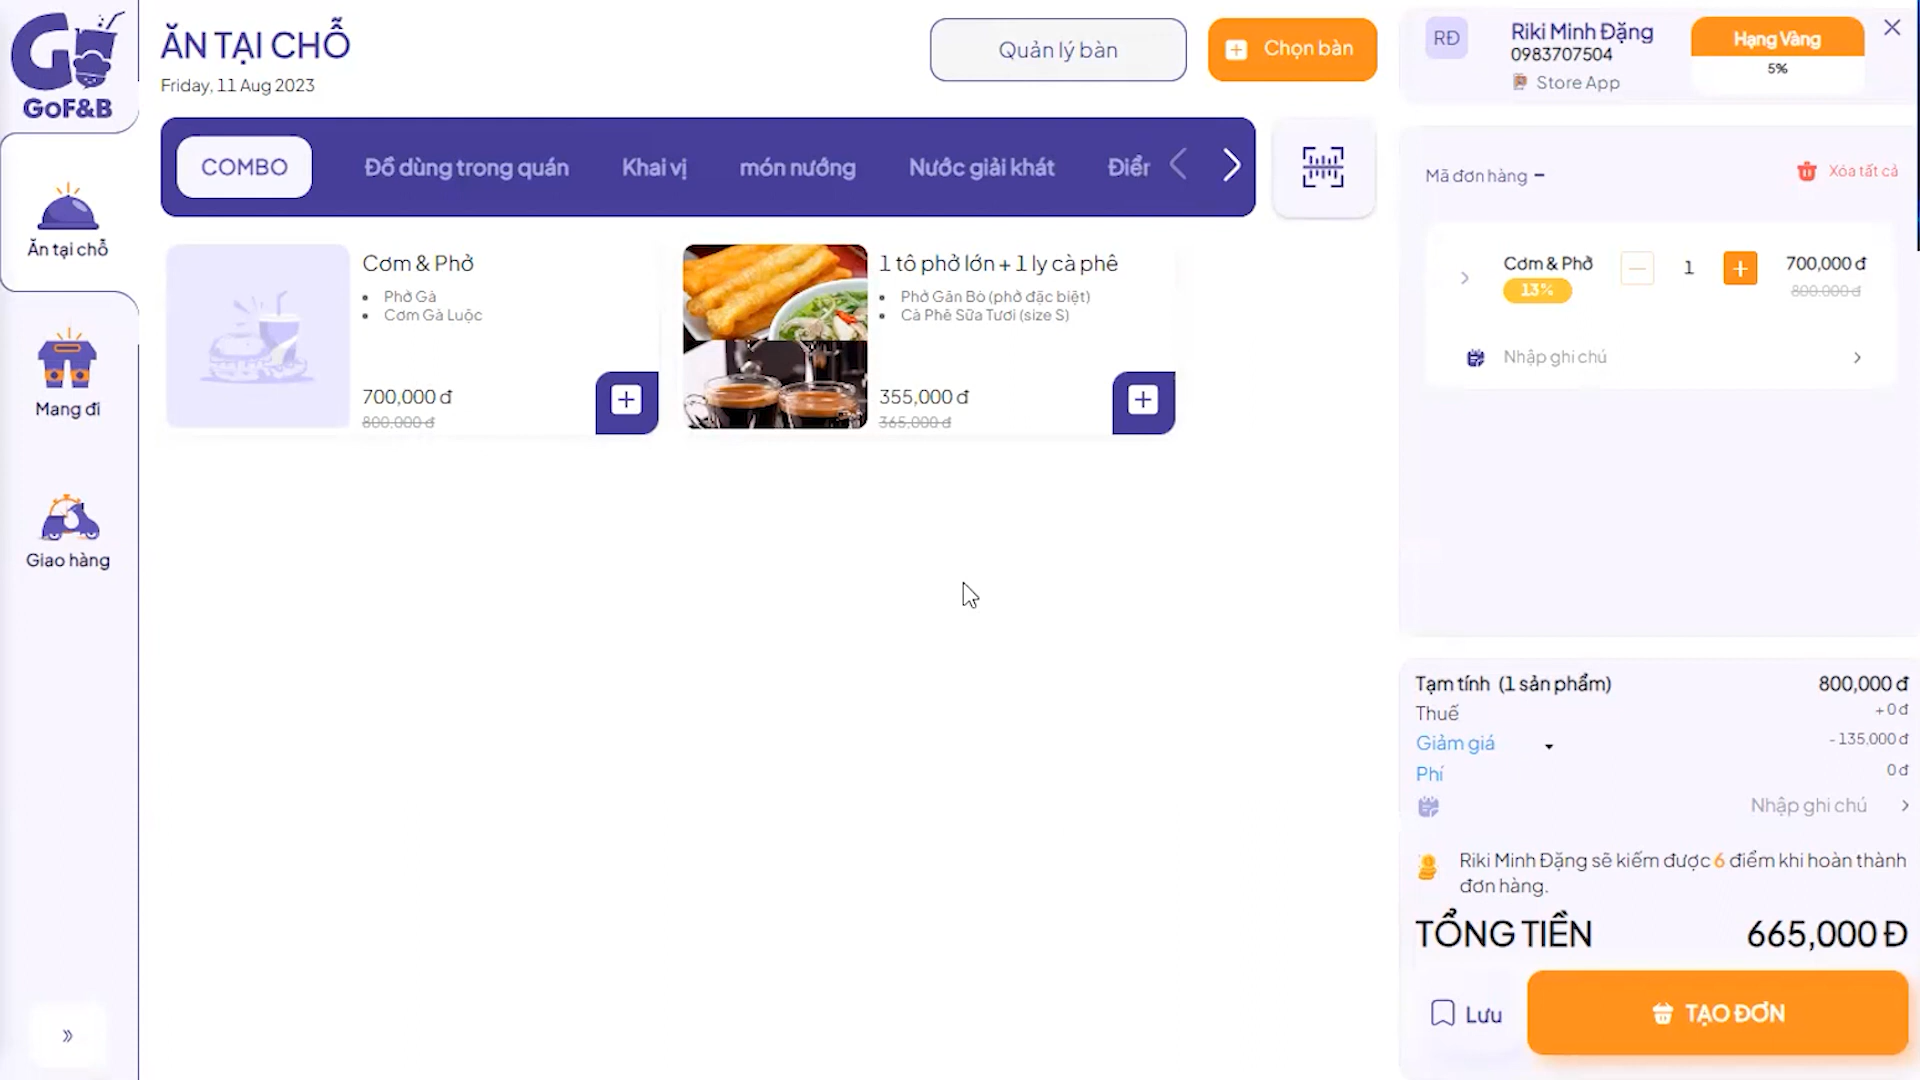 GoF&B
Ăn tại chỗ
Mang đi
Giao hàng
»
ĂN TẠI CHỖ
Friday, 11 Aug 2023
Quản lý bàn
Chọn bàn
COMBO
Đồ dùng trong quán
Khai vị
món nướng
Nước giải khát
Điểr
Cơm & Phở
Phở Gà
Cơm Gà Luộc
700,000 đ
800,000 đ
1 tô phở lớn + 1 ly cà phê
Phở Gân Bò (phở đặc biệt)
Cà Phê Sữa Tươi (size S)
355,000 đ
365,000 đ
RĐ
Riki Minh Đặng
0983707504
Store App
Hạng Vàng
5%
Mã đơn hàng –
Xóa tất cả
Cơm & Phở
13%
1
700,000 đ
800,000 đ
Nhập ghi chú
Tạm tính (1 sản phẩm) 800,000 đ
Thuế +0 đ
Giảm giá - 135,000 đ
Phí 0 đ
Nhập ghi chú
Riki Minh Đặng sẽ kiếm được 6 điểm khi hoàn thành
đơn hàng.
TỔNG TIỀN 665,000 Đ
Lưu
TẠO ĐƠN